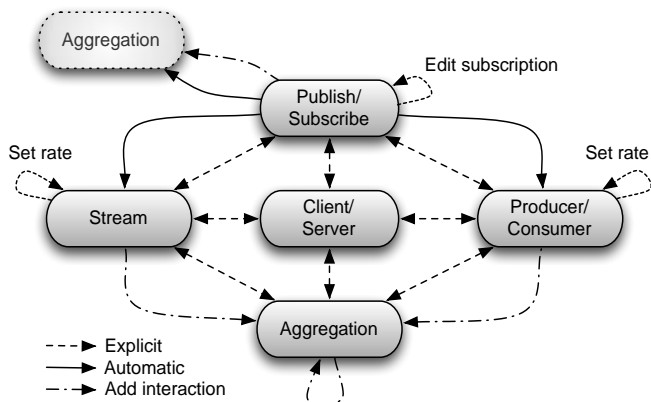 Aggregation
Edit subscription
Publish/
Subscribe
Set rate
Set rate
Stream
Client/
Server
Producer/
Consumer
Aggregation
Explicit
Automatic
Add interaction